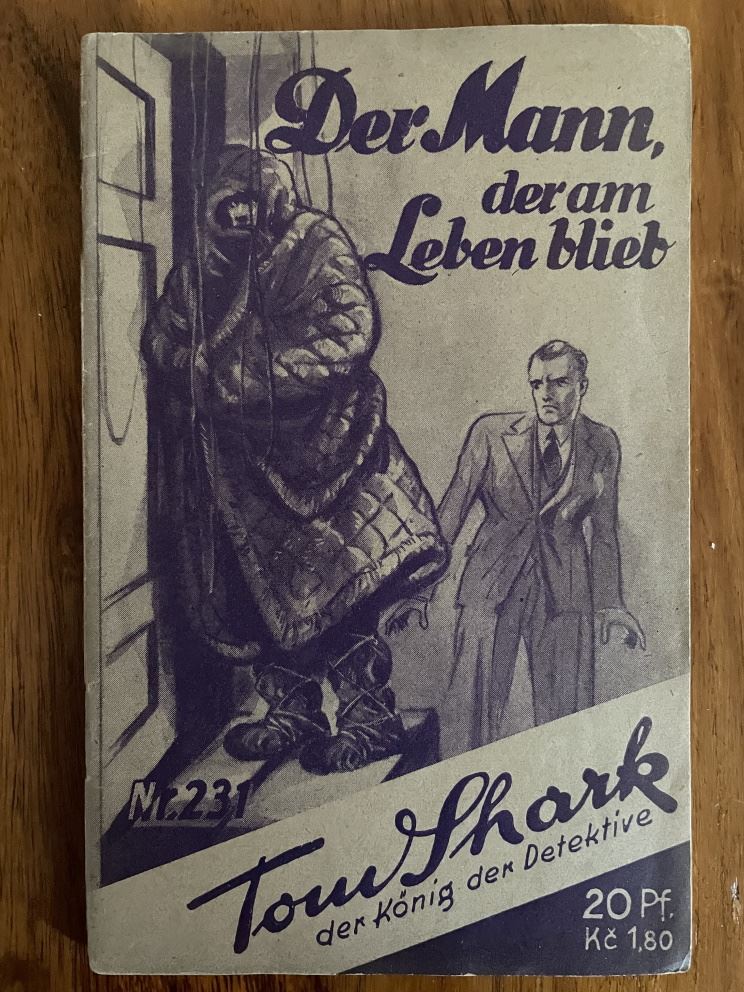 Der Mann,
der am
Leben blieb
Nr. 231
Tom Shark
der König der Detektive
20 Pf.
Kč 1,80